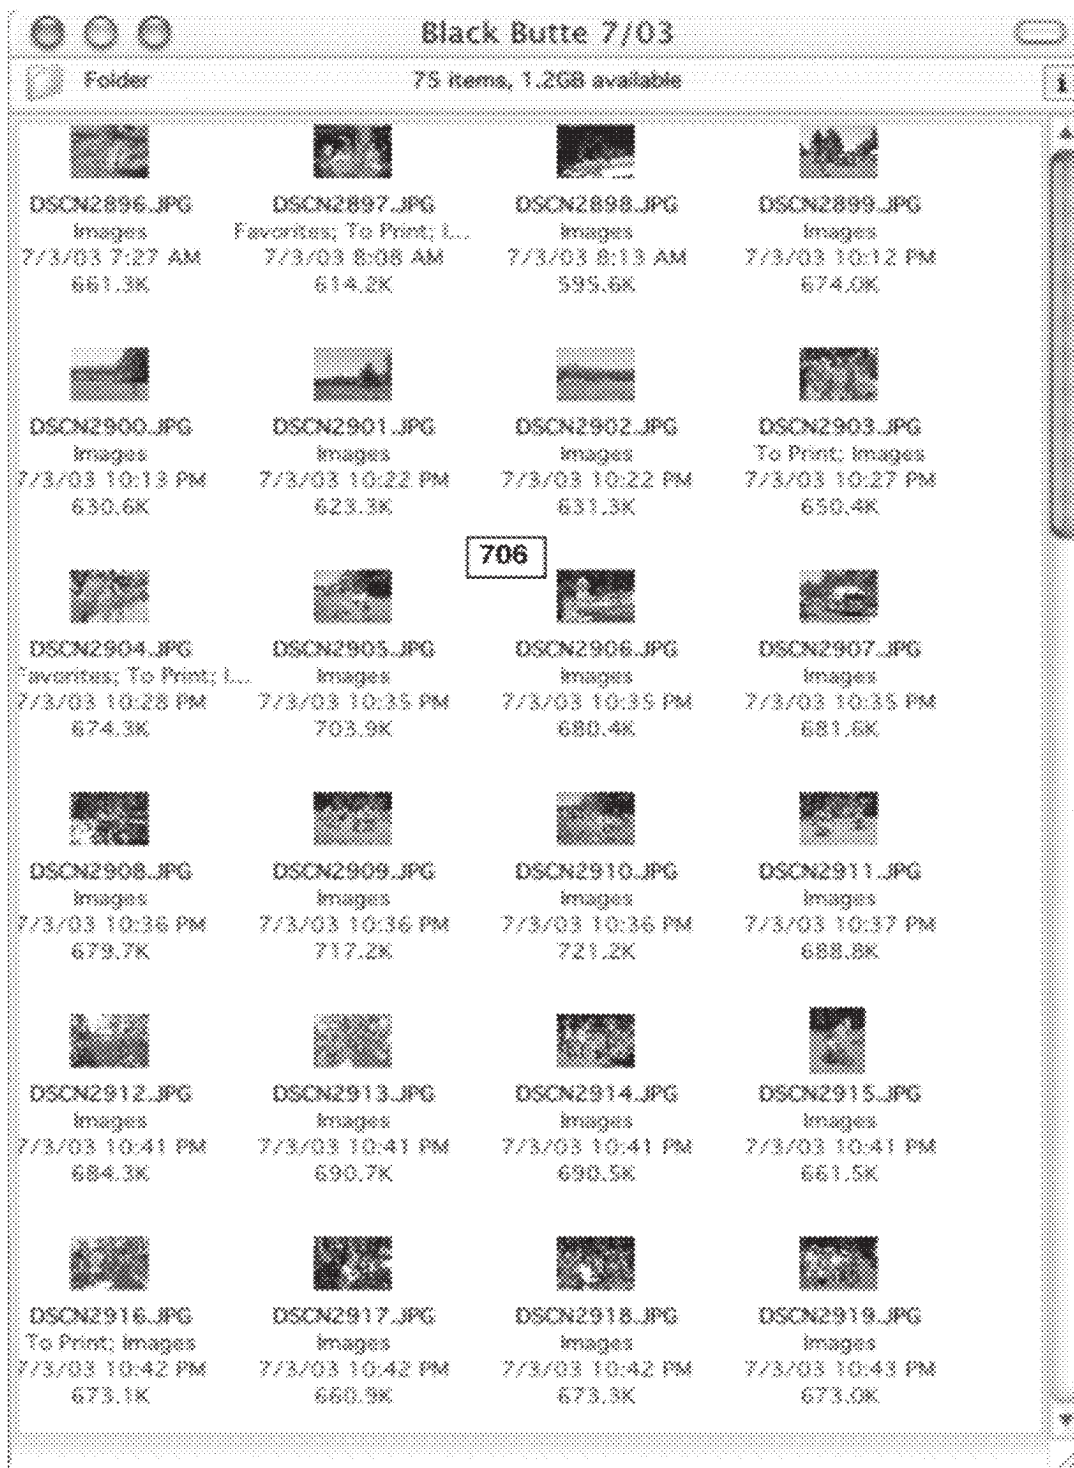 Black Butte 7/03
Folder 75 items, 1.2GB available i
DSCN2896.JPG DSCN2897.JPG DSCN2898.JPG DSCN2899.JPG
Images Favorites; To Print; I... Images Images
7/3/03 7:27 AM 7/3/03 8:08 AM 7/3/03 8:13 AM 7/3/03 10:12 PM
661.3K 614.2K 595.6K 674.0K
DSCN2900.JPG DSCN2901.JPG DSCN2902.JPG DSCN2903.JPG
Images Images Images To Print; Images
7/3/03 10:13 PM 7/3/03 10:22 PM 7/3/03 10:22 PM 7/3/03 10:27 PM
630.6K 623.3K 631.3K 650.4K
706
DSCN2904.JPG DSCN2905.JPG DSCN2906.JPG DSCN2907.JPG
Favorites; To Print; I... Images Images Images
7/3/03 10:28 PM 7/3/03 10:35 PM 7/3/03 10:35 PM 7/3/03 10:35 PM
674.3K 703.9K 680.4K 681.6K
DSCN2908.JPG DSCN2909.JPG DSCN2910.JPG DSCN2911.JPG
Images Images Images Images
7/3/03 10:36 PM 7/3/03 10:36 PM 7/3/03 10:36 PM 7/3/03 10:37 PM
679.7K 717.2K 721.2K 688.8K
DSCN2912.JPG DSCN2913.JPG DSCN2914.JPG DSCN2915.JPG
Images Images Images Images
7/3/03 10:41 PM 7/3/03 10:41 PM 7/3/03 10:41 PM 7/3/03 10:41 PM
684.3K 690.7K 690.5K 661.5K
DSCN2916.JPG DSCN2917.JPG DSCN2918.JPG DSCN2919.JPG
To Print; Images Images Images Images
7/3/03 10:42 PM 7/3/03 10:42 PM 7/3/03 10:42 PM 7/3/03 10:43 PM
673.1K 660.9K 673.3K 673.0K